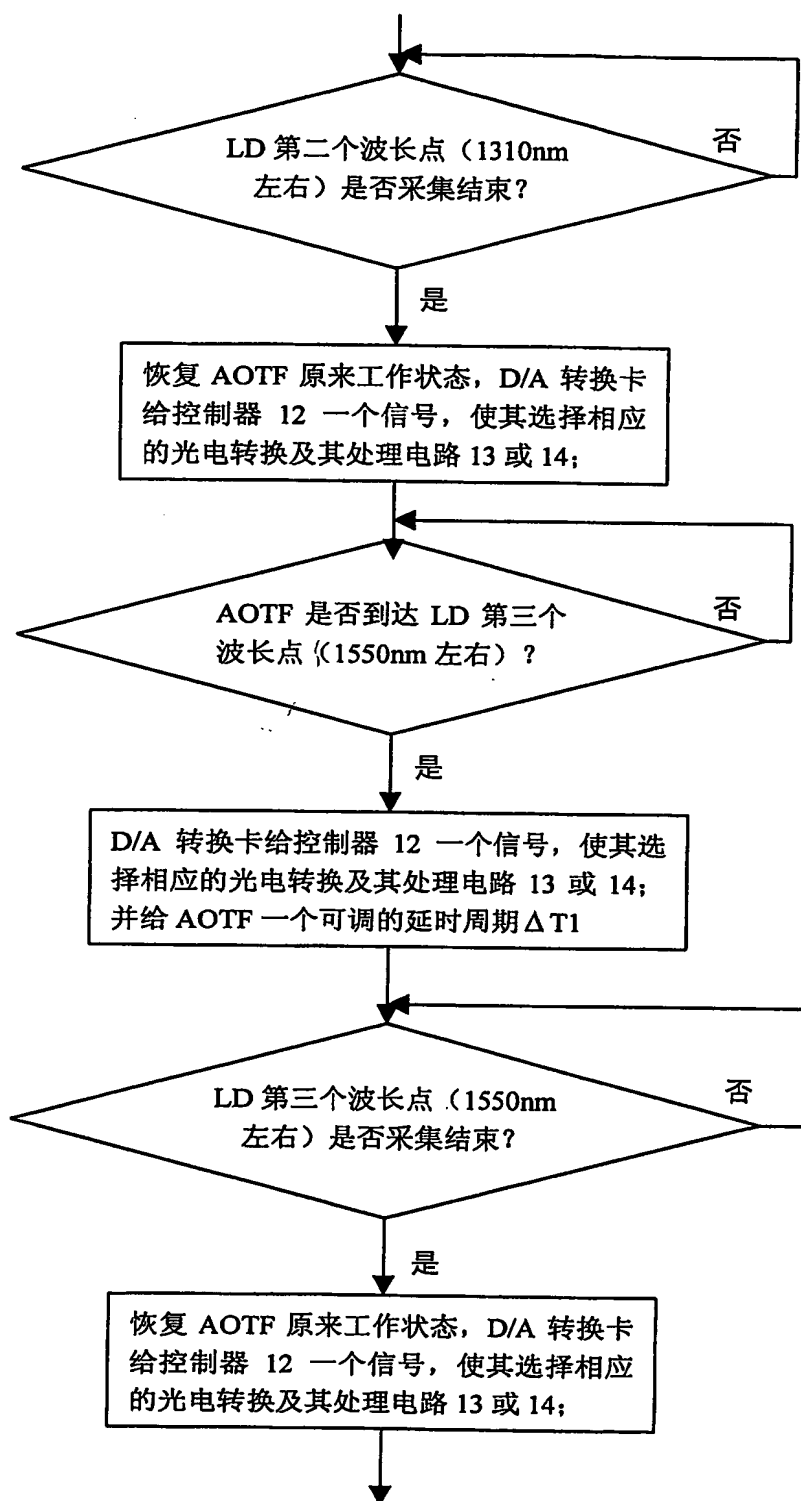 LD 第二个波长点（1310nm
左右）是否采集结束？
否
是
恢复 AOTF 原来工作状态，D/A 转换卡
给控制器 12 一个信号，使其选择相应
的光电转换及其处理电路 13 或 14；
AOTF 是否到达 LD 第三个
波长点（1550nm 左右）？
否
是
D/A 转换卡给控制器 12 一个信号，使其选
择相应的光电转换及其处理电路 13 或 14；
并给 AOTF 一个可调的延时周期ΔT1
LD 第三个波长点（1550nm
左右）是否采集结束？
否
是
恢复 AOTF 原来工作状态，D/A 转换卡
给控制器 12 一个信号，使其选择相应
的光电转换及其处理电路 13 或 14；